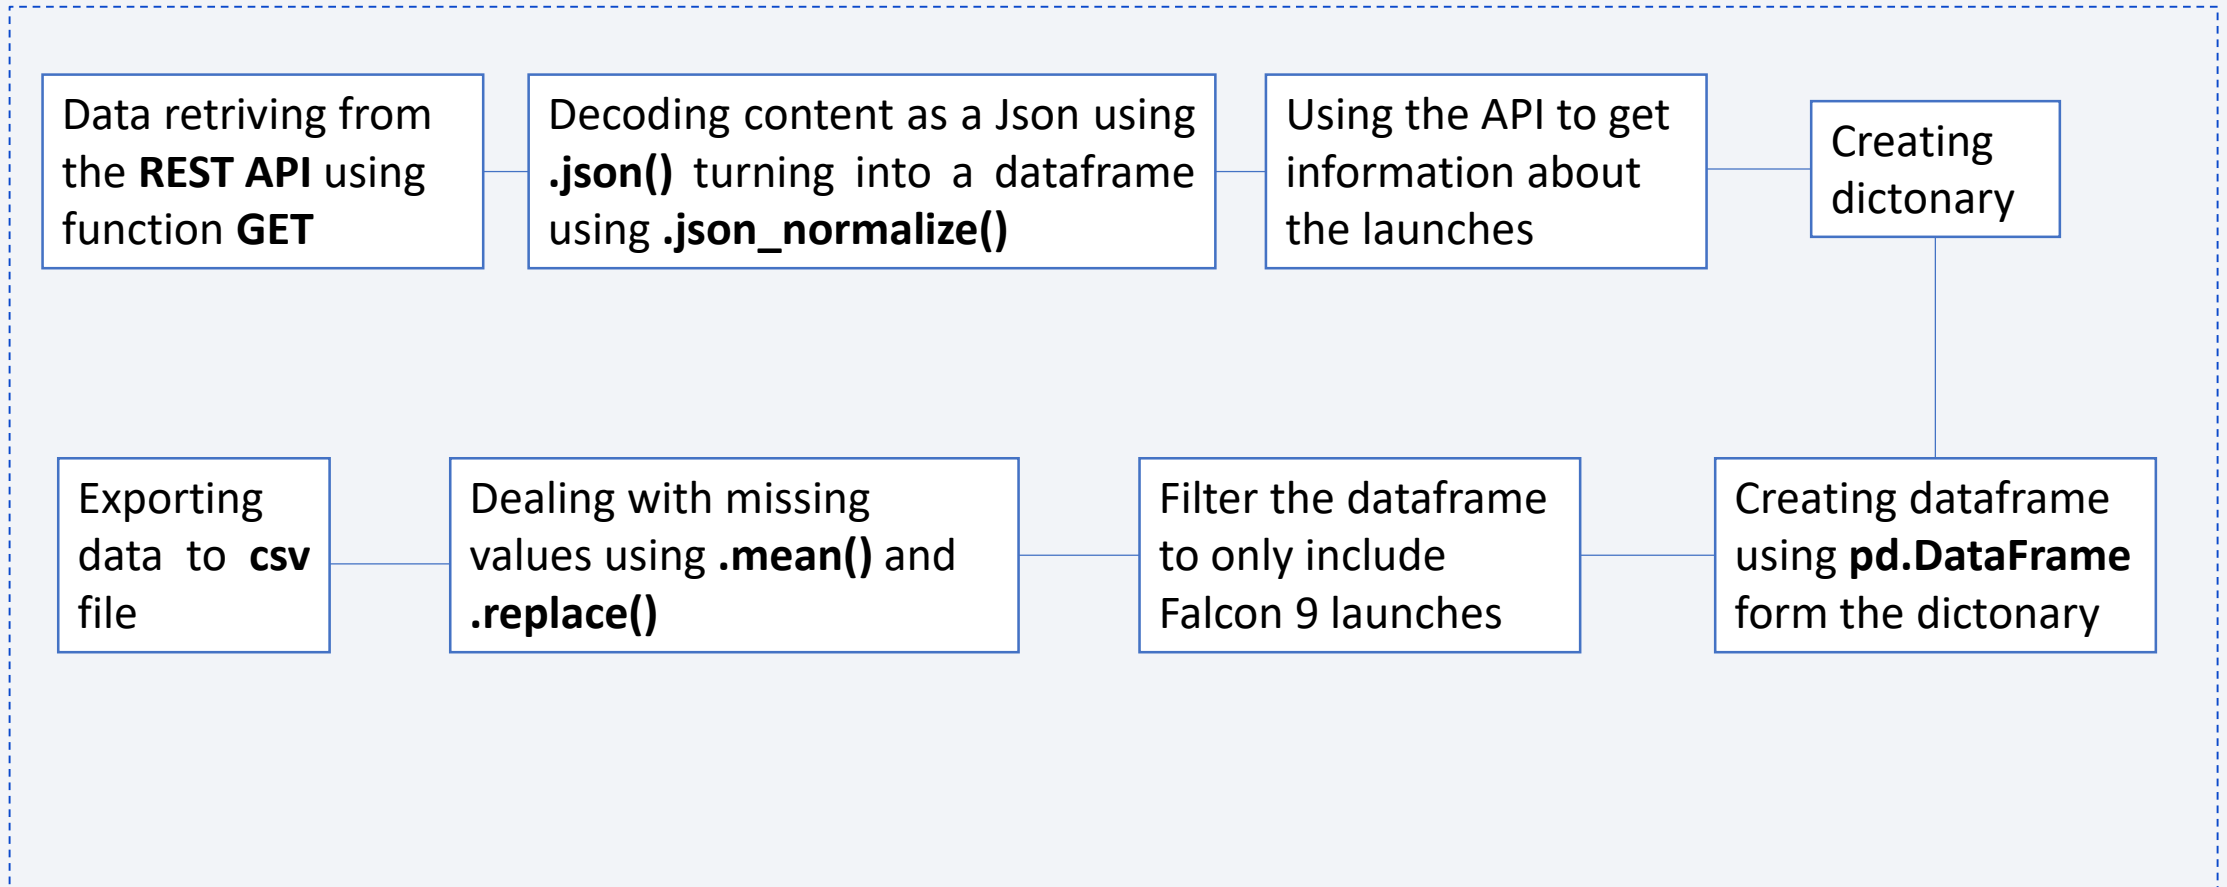 Data retriving from
the REST API using
function GET
Decoding content as a Json using
.json() turning into a dataframe
using .json_normalize()
Using the API to get
information about
the launches
Creating
dictonary
Creating dataframe
using pd.DataFrame
form the dictonary
Filter the dataframe
to only include
Falcon 9 launches
Dealing with missing
values using .mean() and
.replace()
Exporting
data to csv
file